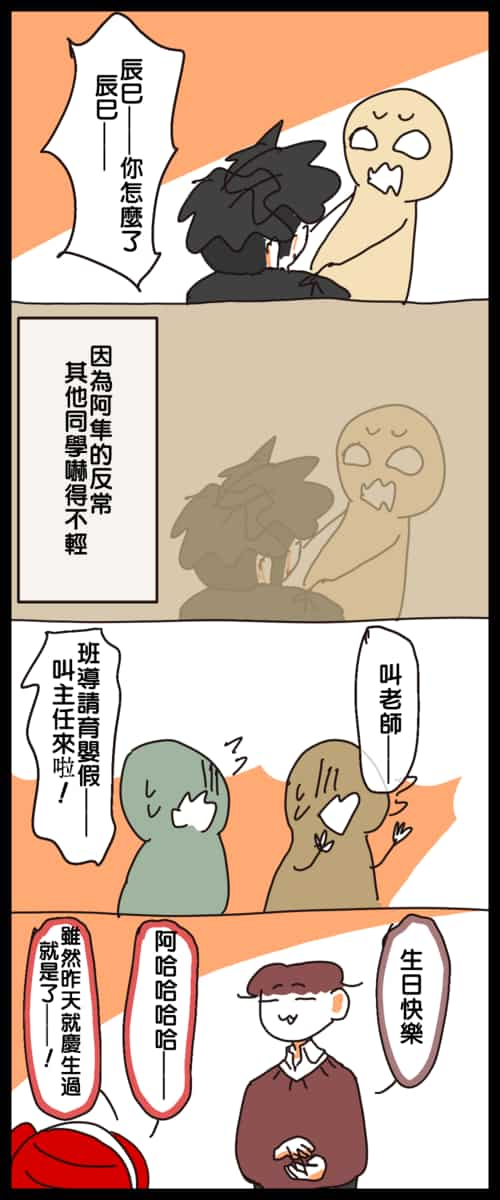 辰巳——你怎麼了
辰巳——
因為阿隼的反常
其他同學嚇得不輕
叫老師——
班導請育嬰假——
叫主任來啦！
生日快樂
阿哈哈哈哈——
雖然昨天就慶生過
就是了——！